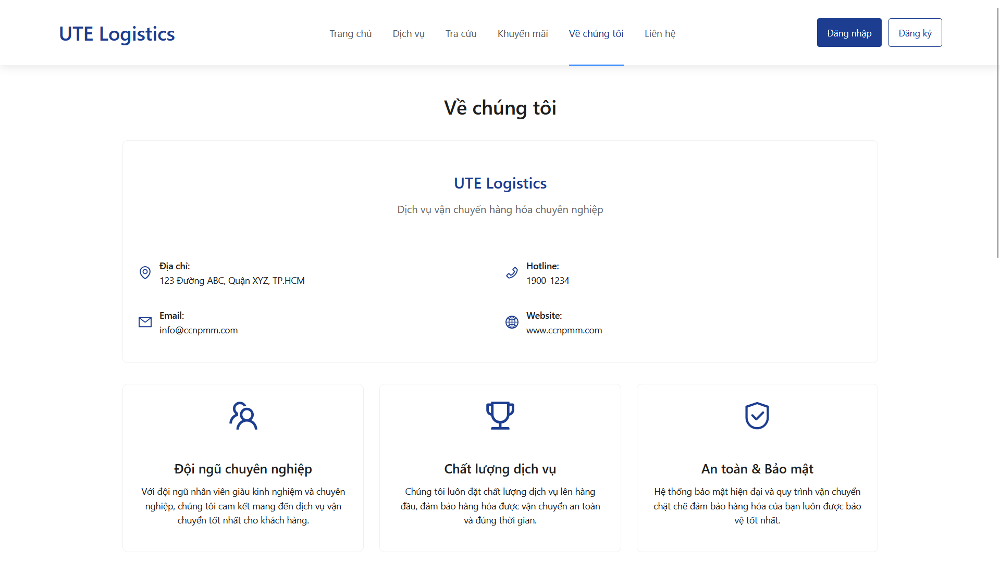 UTE Logistics
Trang chủ
Dịch vụ
Tra cứu
Khuyến mãi
Về chúng tôi
Liên hệ
Đăng nhập
Đăng ký
Về chúng tôi
UTE Logistics
Dịch vụ vận chuyển hàng hóa chuyên nghiệp
Địa chỉ:
123 Đường ABC, Quận XYZ, TP.HCM
Hotline:
1900-1234
Email:
info@ccnpmm.com
Website:
www.ccnpmm.com
Đội ngũ chuyên nghiệp
Với đội ngũ nhân viên giàu kinh nghiệm và chuyên
nghiệp, chúng tôi cam kết mang đến dịch vụ vận
chuyển tốt nhất cho khách hàng.
Chất lượng dịch vụ
Chúng tôi luôn đặt chất lượng dịch vụ lên hàng
đầu, đảm bảo hàng hóa được vận chuyển an toàn
và đúng thời gian.
An toàn & Bảo mật
Hệ thống bảo mật hiện đại và quy trình vận chuyển
chặt chẽ đảm bảo hàng hóa của bạn luôn được bảo
vệ tốt nhất.